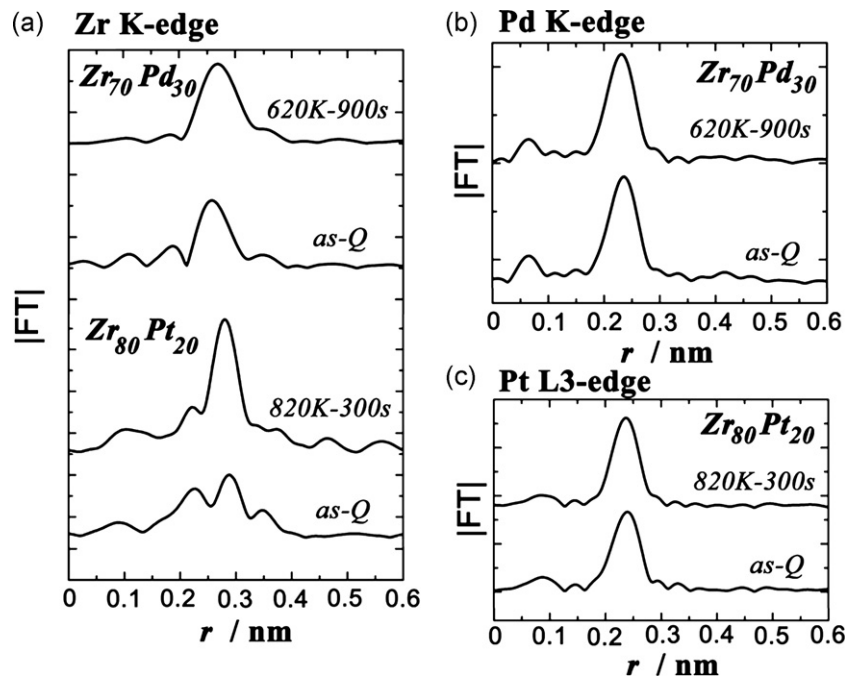 (a) Zr K-edge
Zr70Pd30
620K-900s
as-Q
Zr80Pt20
820K-300s
as-Q
|FT|
0 0.1 0.2 0.3 0.4 0.5 0.6
r / nm
(b) Pd K-edge
Zr70Pd30
620K-900s
as-Q
|FT|
0 0.1 0.2 0.3 0.4 0.5 0.6
r / nm
(c) Pt L3-edge
Zr80Pt20
820K-300s
as-Q
|FT|
0 0.1 0.2 0.3 0.4 0.5 0.6
r / nm